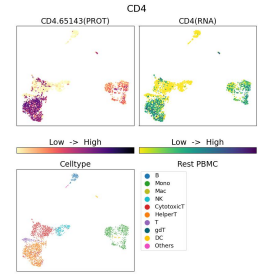 CD4
CD4.65143(PROT) CD4(RNA)
Low -> High Low -> High
Celltype Rest PBMC
B
Mono
Mac
NK
CytotoxicT
HelperT
T
gdT
DC
Others